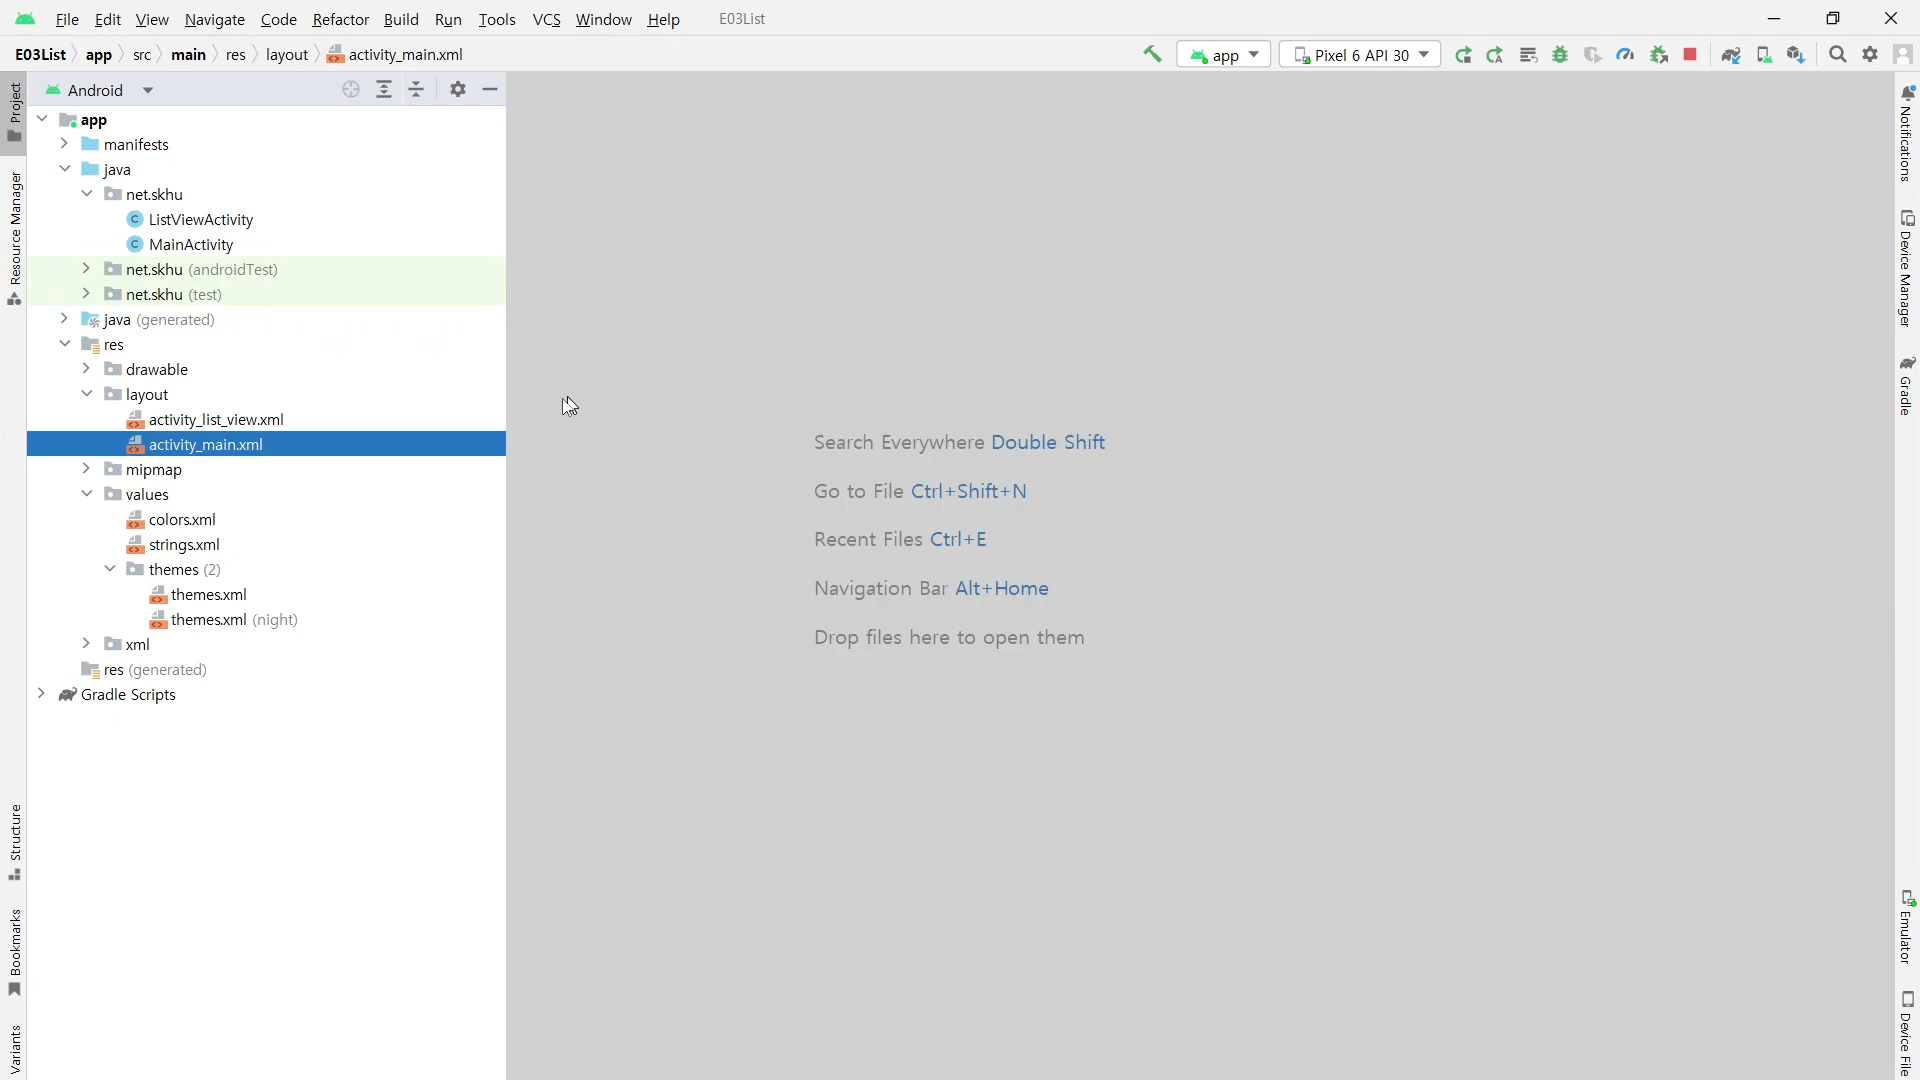 File Edit View Navigate Code Refactor Build Run Tools VCS Window Help E03List
E03List app src main res layout activity_main.xml
app
Pixel 6 API 30
Project
Resource Manager
Structure
Bookmarks
Variants
Android
app
manifests
java
net.skhu
ListViewActivity
MainActivity
net.skhu (androidTest)
net.skhu (test)
java (generated)
res
drawable
layout
activity_list_view.xml
activity_main.xml
mipmap
values
colors.xml
strings.xml
themes (2)
themes.xml
themes.xml (night)
xml
res (generated)
Gradle Scripts
Search Everywhere Double Shift
Go to File Ctrl+Shift+N
Recent Files Ctrl+E
Navigation Bar Alt+Home
Drop files here to open them
Notifications
Device Manager
Gradle
Emulator
Device File